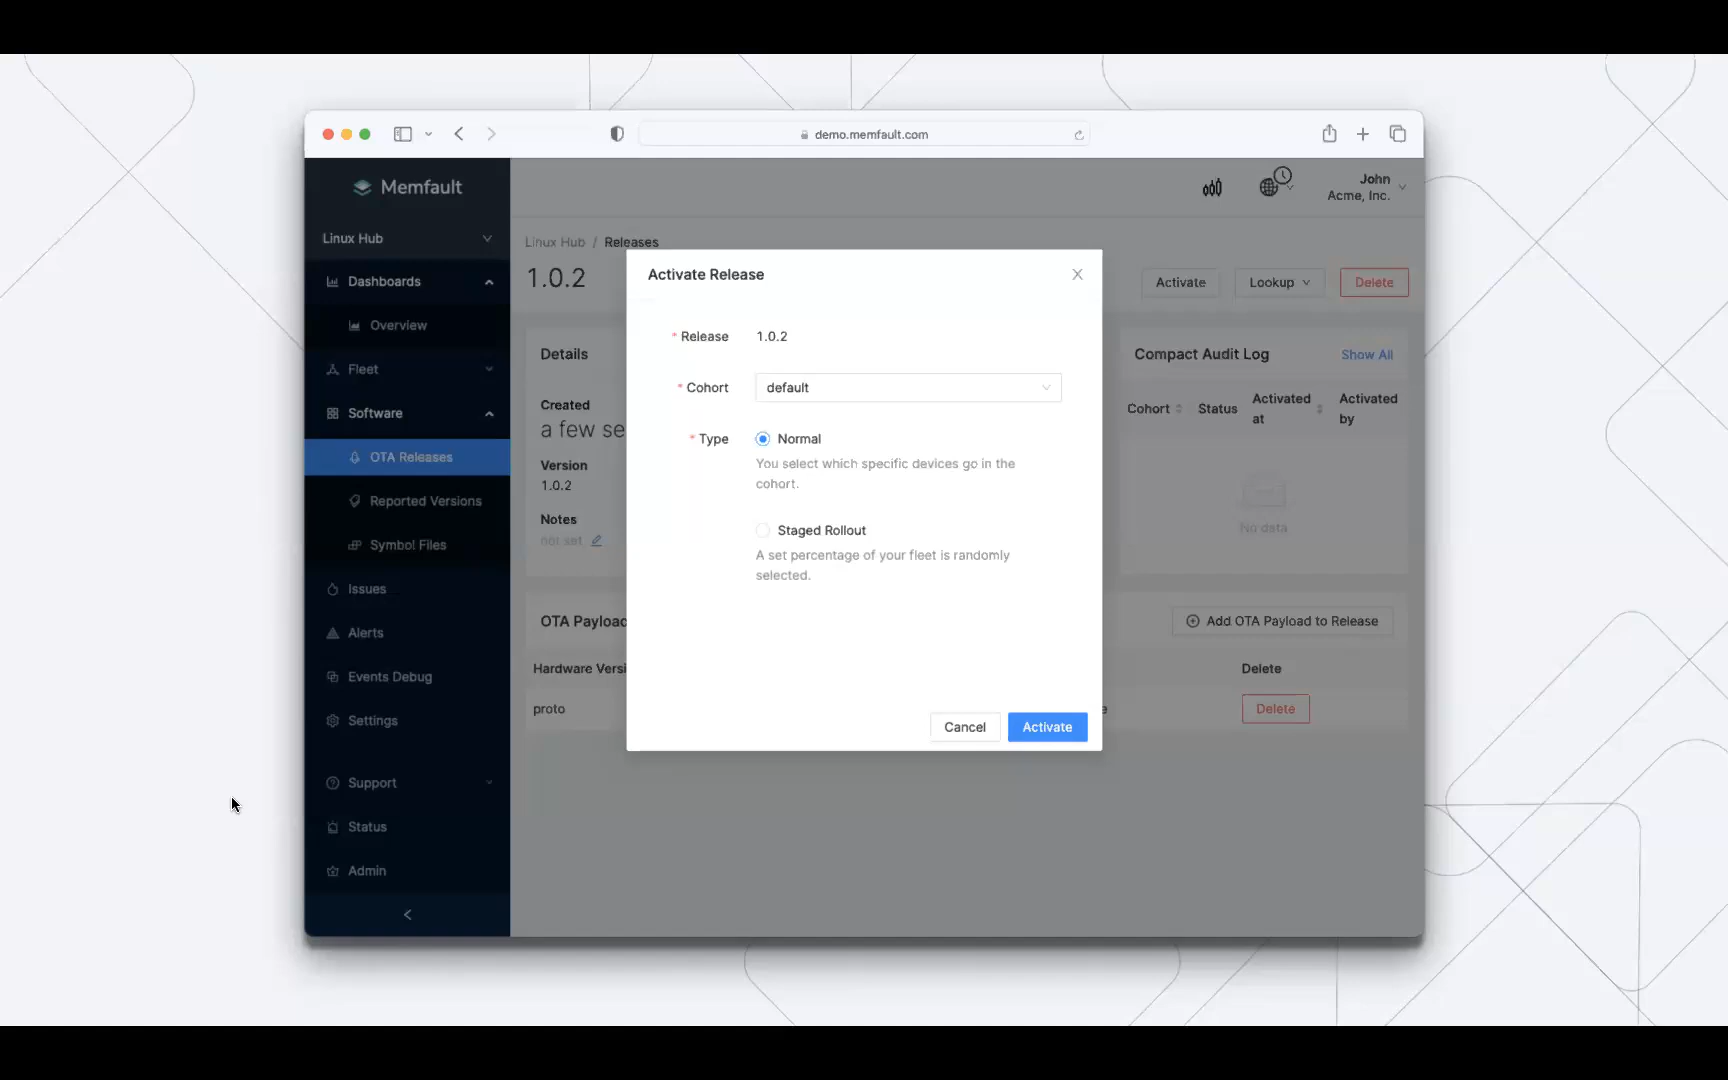 demo.memfault.com
Memfault
John
Acme, Inc.
Linux Hub
Dashboards
Overview
Fleet
Software
OTA Releases
Reported Versions
Symbol Files
Issues
Alerts
Events Debug
Settings
Support
Status
Admin
Linux Hub / Releases
1.0.2
Activate
Lookup
Delete
Details
Created
a few se
Version
1.0.2
Notes
not set
Compact Audit Log
Show All
Cohort
Status
Activated at
Activated by
No data
OTA Payload
Add OTA Payload to Release
Hardware Versi
Delete
proto
e
Delete
Activate Release
* Release 1.0.2
* Cohort default
* Type Normal
You select which specific devices go in the
cohort.
Staged Rollout
A set percentage of your fleet is randomly
selected.
Cancel
Activate